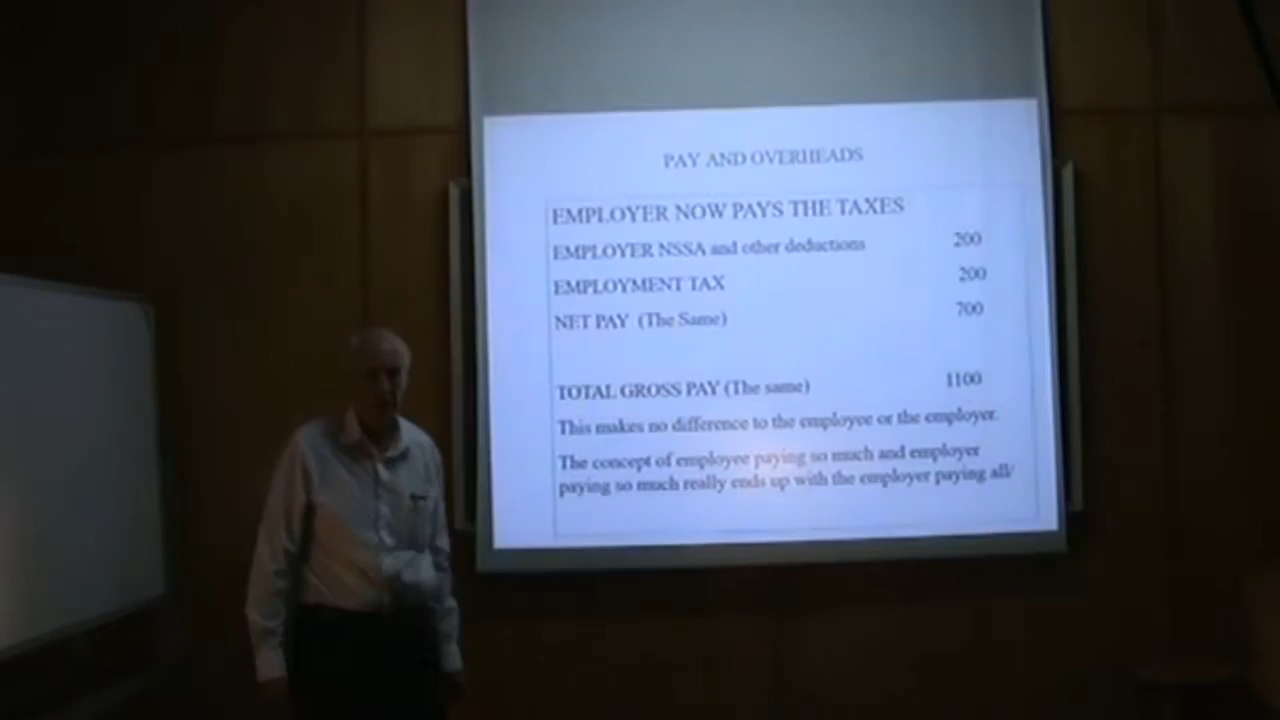 PAY AND OVERHEADS
EMPLOYER NOW PAYS THE TAXES
EMPLOYER NSSA and other deductions 200
EMPLOYMENT TAX 200
NET PAY (The Same) 700
TOTAL GROSS PAY (The same) 1100
This makes no difference to the employee or the employer.
The concept of employee paying so much and employer
paying so much really ends up with the employer paying all/